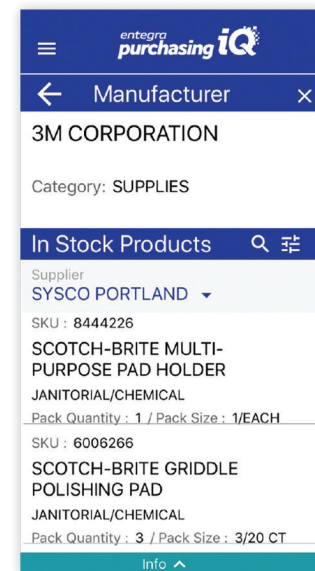 entegra
purchasing iQ
Manufacturer
3M CORPORATION
Category: SUPPLIES
In Stock Products
Supplier
SYSCO PORTLAND
SKU : 8444226
SCOTCH-BRITE MULTI-
PURPOSE PAD HOLDER
JANITORIAL/CHEMICAL
Pack Quantity : 1 / Pack Size : 1/EACH
SKU : 6006266
SCOTCH-BRITE GRIDDLE
POLISHING PAD
JANITORIAL/CHEMICAL
Pack Quantity : 3 / Pack Size : 3/20 CT
Info